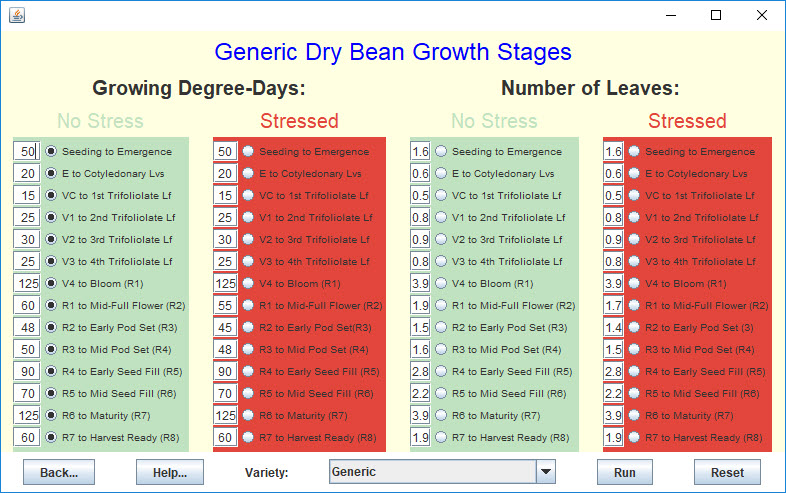 Generic Dry Bean Growth Stages
Growing Degree-Days:
Number of Leaves:
No Stress
Stressed
No Stress
Stressed
50 Seeding to Emergence
20 E to Cotyledonary Lvs
15 VC to 1st Trifoliolate Lf
25 V1 to 2nd Trifoliolate Lf
30 V2 to 3rd Trifoliolate Lf
25 V3 to 4th Trifoliolate Lf
125 V4 to Bloom (R1)
60 R1 to Mid-Full Flower (R2)
48 R2 to Early Pod Set (R3)
50 R3 to Mid Pod Set (R4)
90 R4 to Early Seed Fill (R5)
70 R5 to Mid Seed Fill (R6)
125 R6 to Maturity (R7)
60 R7 to Harvest Ready (R8)
50 Seeding to Emergence
20 E to Cotyledonary Lvs
15 VC to 1st Trifoliolate Lf
25 V1 to 2nd Trifoliolate Lf
30 V2 to 3rd Trifoliolate Lf
25 V3 to 4th Trifoliolate Lf
125 V4 to Bloom (R1)
55 R1 to Mid-Full Flower (R2)
45 R2 to Early Pod Set(R3)
48 R3 to Mid Pod Set (R4)
90 R4 to Early Seed Fill (R5)
70 R5 to Mid Seed Fill (R6)
125 R6 to Maturity (R7)
60 R7 to Harvest Ready (R8)
1.6 Seeding to Emergence
0.6 E to Cotyledonary Lvs
0.5 VC to 1st Trifoliolate Lf
0.8 V1 to 2nd Trifoliolate Lf
0.9 V2 to 3rd Trifoliolate Lf
0.8 V3 to 4th Trifoliolate Lf
3.9 V4 to Bloom (R1)
1.9 R1 to Mid-Full Flower (R2)
1.5 R2 to Early Pod Set (R3)
1.6 R3 to Mid Pod Set (R4)
2.8 R4 to Early Seed Fill (R5)
2.2 R5 to Mid Seed Fill (R6)
3.9 R6 to Maturity (R7)
1.9 R7 to Harvest Ready (R8)
1.6 Seeding to Emergence
0.6 E to Cotyledonary Lvs
0.5 VC to 1st Trifoliolate Lf
0.8 V1 to 2nd Trifoliolate Lf
0.9 V2 to 3rd Trifoliolate Lf
0.8 V3 to 4th Trifoliolate Lf
3.9 V4 to Bloom (R1)
1.7 R1 to Mid-Full Flower (R2)
1.4 R2 to Early Pod Set (3)
1.5 R3 to Mid Pod Set (R4)
2.8 R4 to Early Seed Fill (R5)
2.2 R5 to Mid Seed Fill (R6)
3.9 R6 to Maturity (R7)
1.9 R7 to Harvest Ready (R8)
Back... Help... Variety: Generic Run Reset